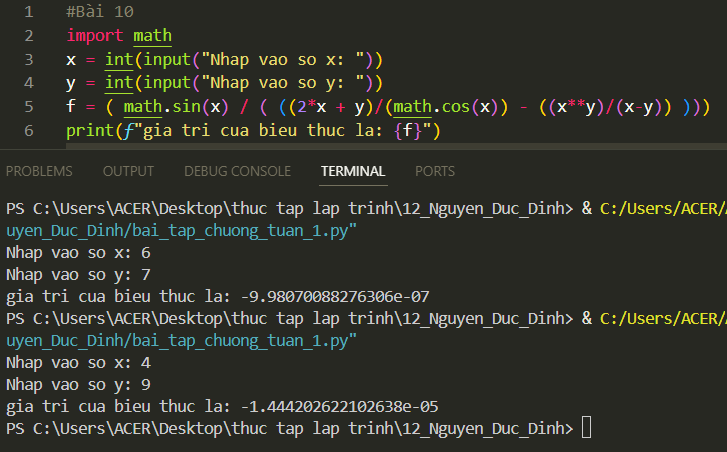 1 #Bài 10
2 import math
3 x = int(input("Nhap vao so x: "))
4 y = int(input("Nhap vao so y: "))
5 f = ( math.sin(x) / ( ((2*x + y)/(math.cos(x)) - ((x**y)/(x-y)) )))
6 print(f"gia tri cua bieu thuc la: {f}")
PROBLEMS OUTPUT DEBUG CONSOLE TERMINAL PORTS
PS C:\Users\ACER\Desktop\thuc tap lap trinh\12_Nguyen_Duc_Dinh> & C:/Users/ACER/
uyen_Duc_Dinh/bai_tap_chuong_tuan_1.py"
Nhap vao so x: 6
Nhap vao so y: 7
gia tri cua bieu thuc la: -9.98070088276306e-07
PS C:\Users\ACER\Desktop\thuc tap lap trinh\12_Nguyen_Duc_Dinh> & C:/Users/ACER/
uyen_Duc_Dinh/bai_tap_chuong_tuan_1.py"
Nhap vao so x: 4
Nhap vao so y: 9
gia tri cua bieu thuc la: -1.444202622102638e-05
PS C:\Users\ACER\Desktop\thuc tap lap trinh\12_Nguyen_Duc_Dinh>